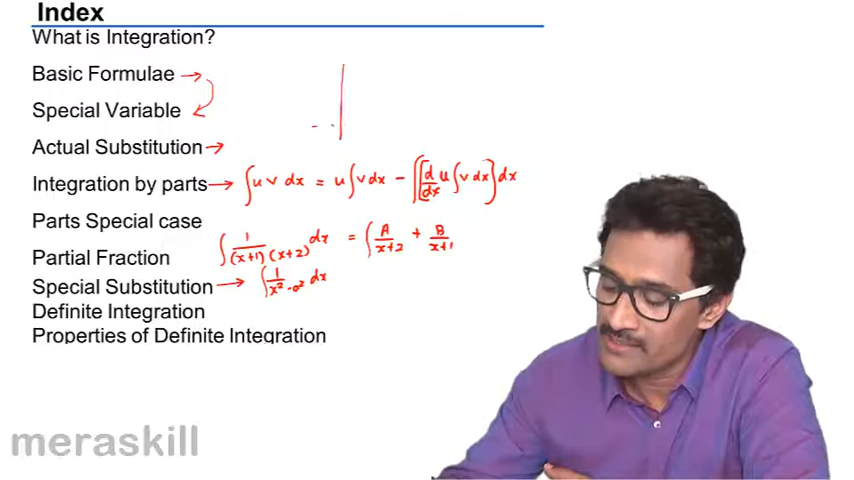 Index
What is Integration?
Basic Formulae →
Special Variable
Actual Substitution →
Integration by parts → ∫ u v dx = u ∫ v dx - ∫ [d/dx u ∫ v dx] dx
Parts Special case
Partial Fraction ∫ 1/((x+1)(x+2)) dx = ∫ A/(x+2) + B/(x+1)
Special Substitution → ∫ 1/(x² - a²) dx
Definite Integration
Properties of Definite Integration
meraskill